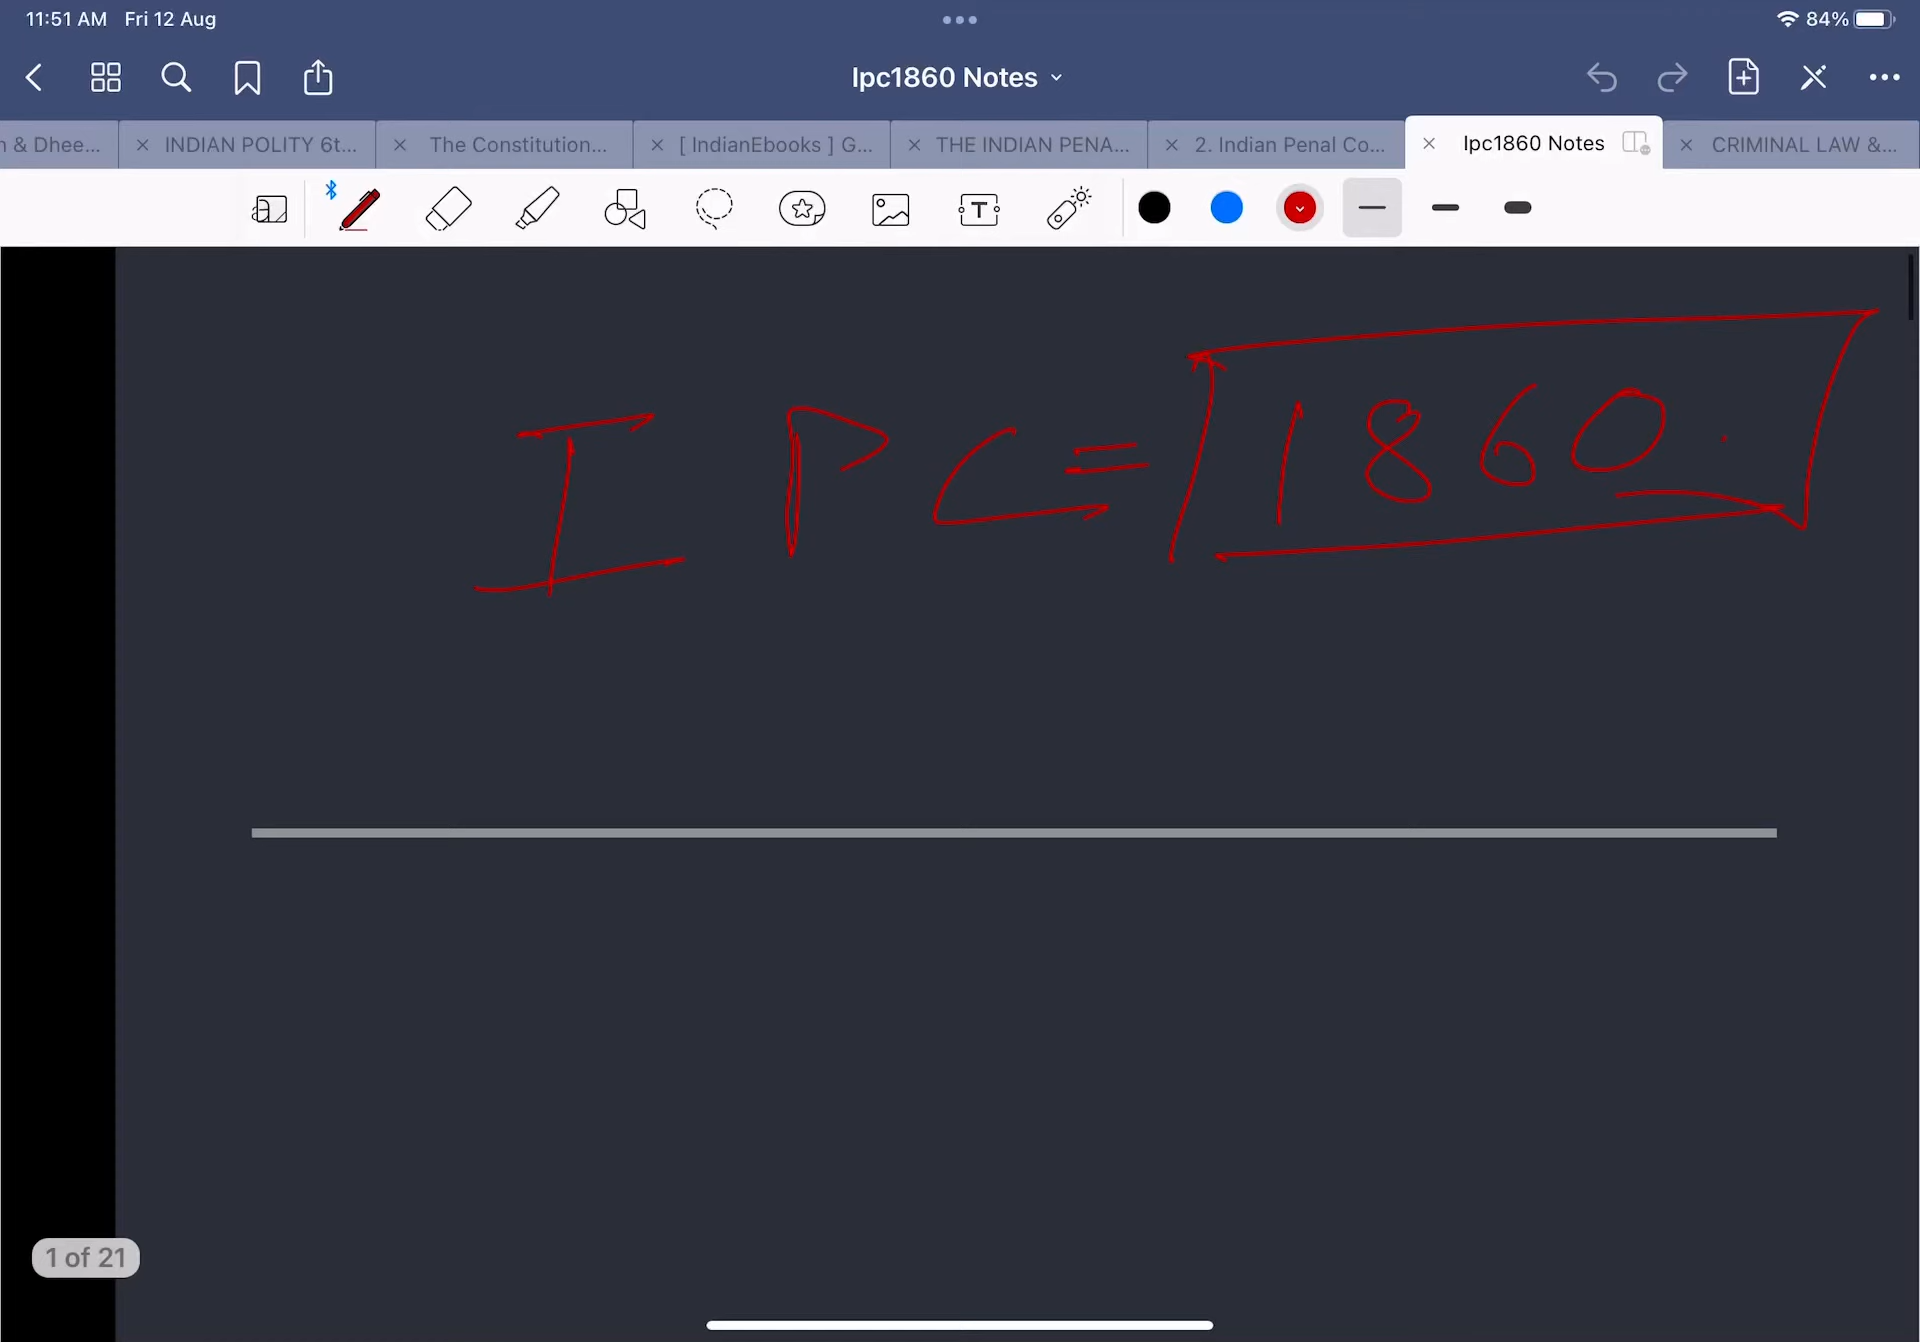 11:51 AM Fri 12 Aug 84%
Ipc1860 Notes
n & Dhee... INDIAN POLITY 6t... The Constitution... [ IndianEbooks ] G... THE INDIAN PENA... 2. Indian Penal Co... Ipc1860 Notes CRIMINAL LAW &...
IPC = 1860.
1 of 21